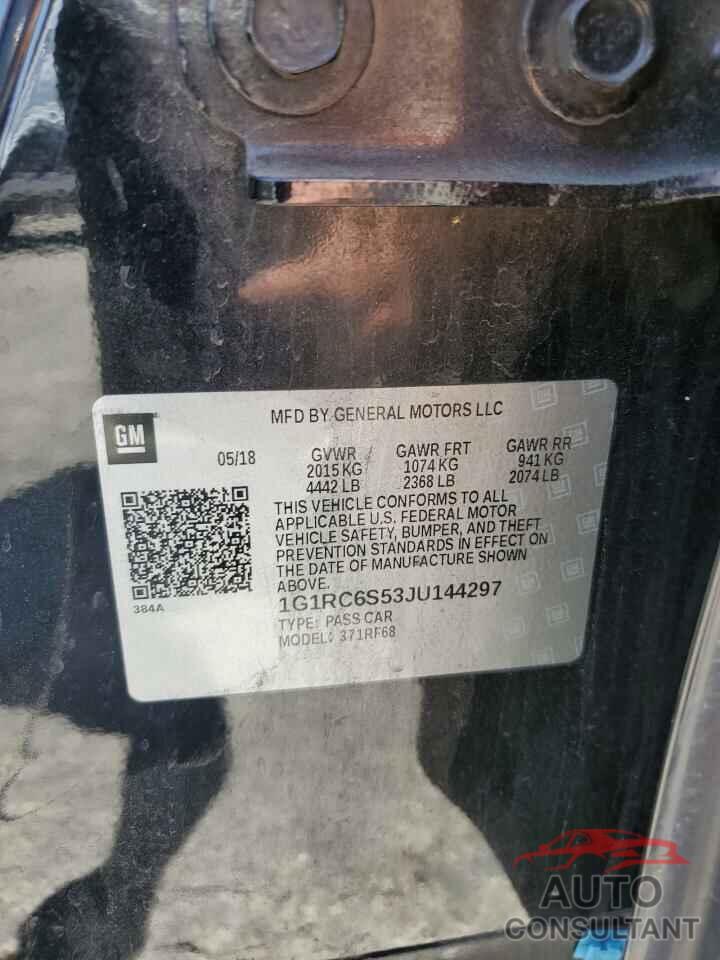 GM
MFD BY GENERAL MOTORS LLC
05/18 GVWR GAWR FRT GAWR RR
2015 KG 1074 KG 941 KG
4442 LB 2368 LB 2074 LB
THIS VEHICLE CONFORMS TO ALL
APPLICABLE U.S. FEDERAL MOTOR
VEHICLE SAFETY, BUMPER, AND THEFT
PREVENTION STANDARDS IN EFFECT ON
THE DATE OF MANUFACTURE SHOWN
ABOVE.
384A
1G1RC6S53JU144297
TYPE: PASS CAR
MODEL: 371RF68
AUTO
CONSULTANT